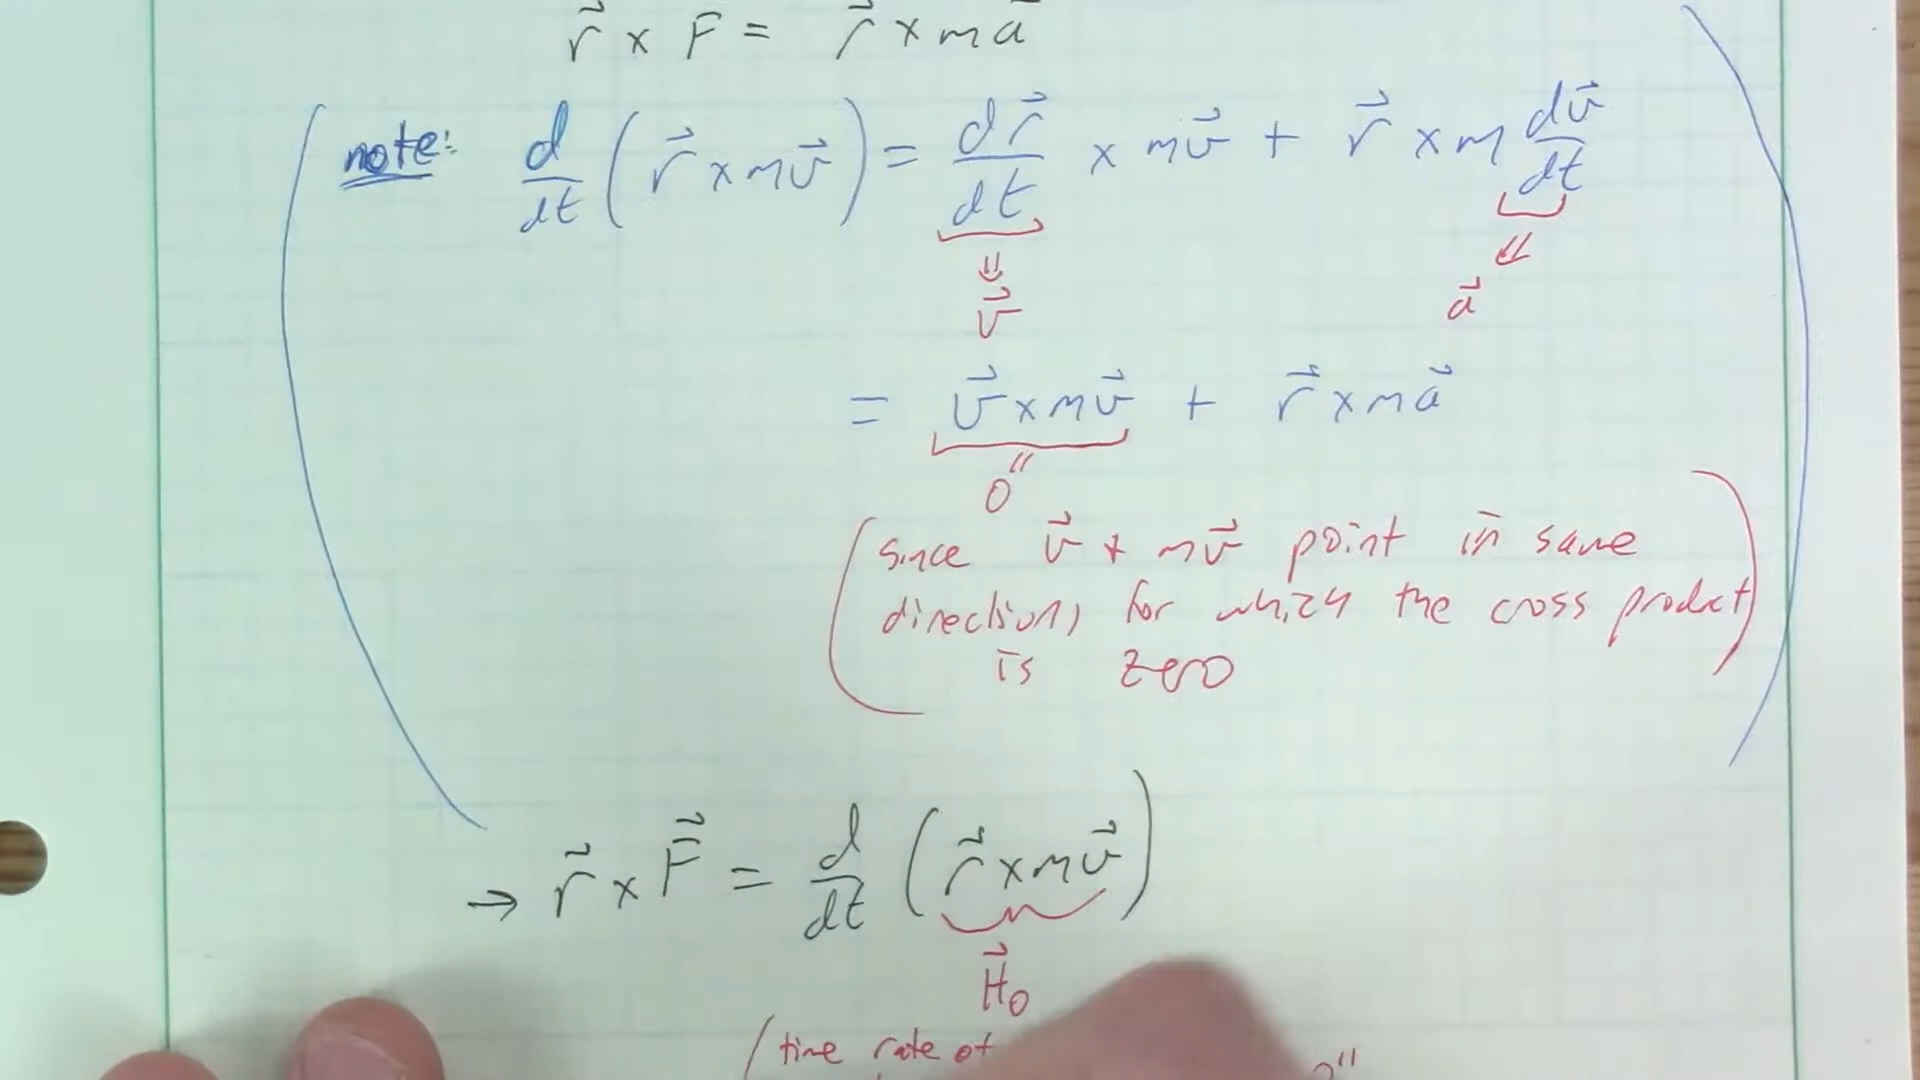 r⃗ × F⃗ = r⃗ × ma⃗
note: d/dt (r⃗ × mv⃗) = dr⃗/dt × mv⃗ + r⃗ × m dv⃗/dt
v⃗ a⃗
= v⃗ × mv⃗ + r⃗ × ma⃗
0
since v⃗ + mv⃗ point in same
direction, for which the cross product
is zero
→ r⃗ × F⃗ = d/dt (r⃗ × mv⃗)
H⃗o
(time rate of